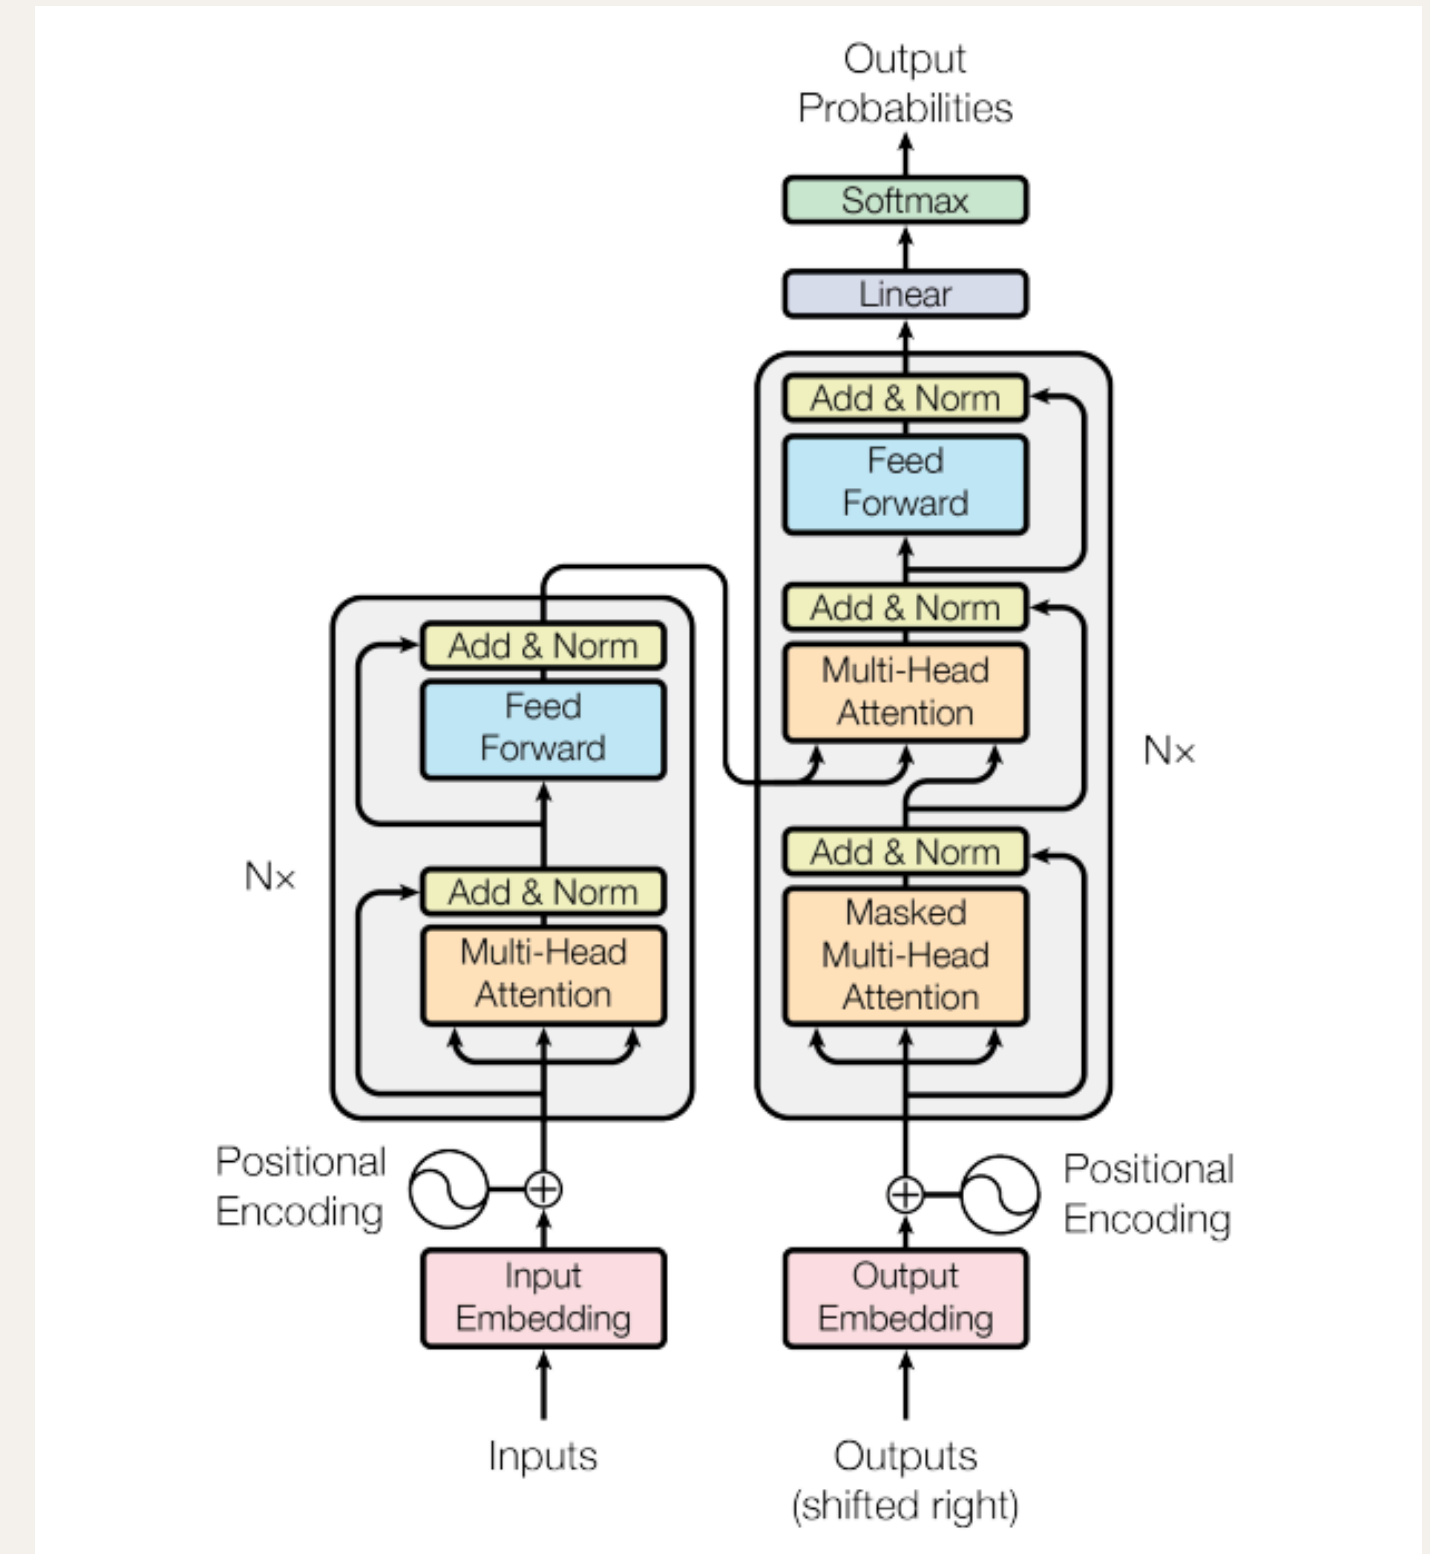 Output
Probabilities
Softmax
Linear
Add & Norm
Feed
Forward
Add & Norm
Multi-Head
Attention
Nx
Add & Norm
Masked
Multi-Head
Attention
Add & Norm
Feed
Forward
Nx
Add & Norm
Multi-Head
Attention
Positional
Encoding
Positional
Encoding
Input
Embedding
Output
Embedding
Inputs
Outputs
(shifted right)